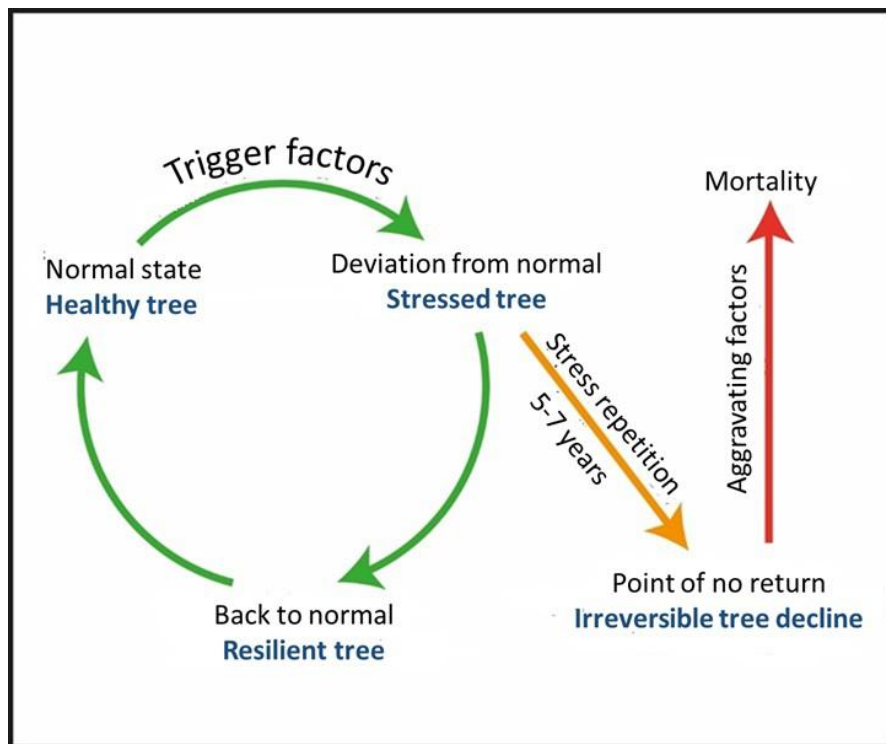 Trigger factors
Normal state
Healthy tree
Deviation from normal
Stressed tree
Mortality
Stress repetition
5-7 years
Aggravating factors
Back to normal
Resilient tree
Point of no return
Irreversible tree decline